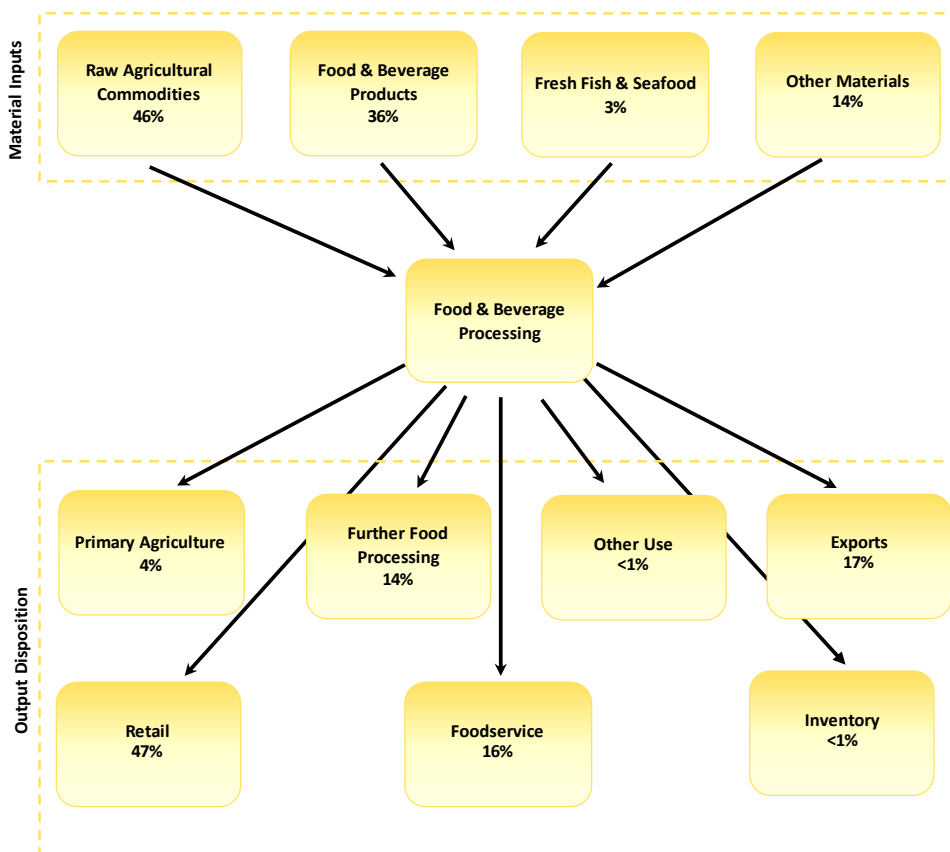 Material Inputs
Raw Agricultural
Commodities
46%
Food & Beverage
Products
36%
Fresh Fish & Seafood
3%
Other Materials
14%
Food & Beverage
Processing
Output Disposition
Primary Agriculture
4%
Further Food
Processing
14%
Other Use
<1%
Exports
17%
Retail
47%
Foodservice
16%
Inventory
<1%